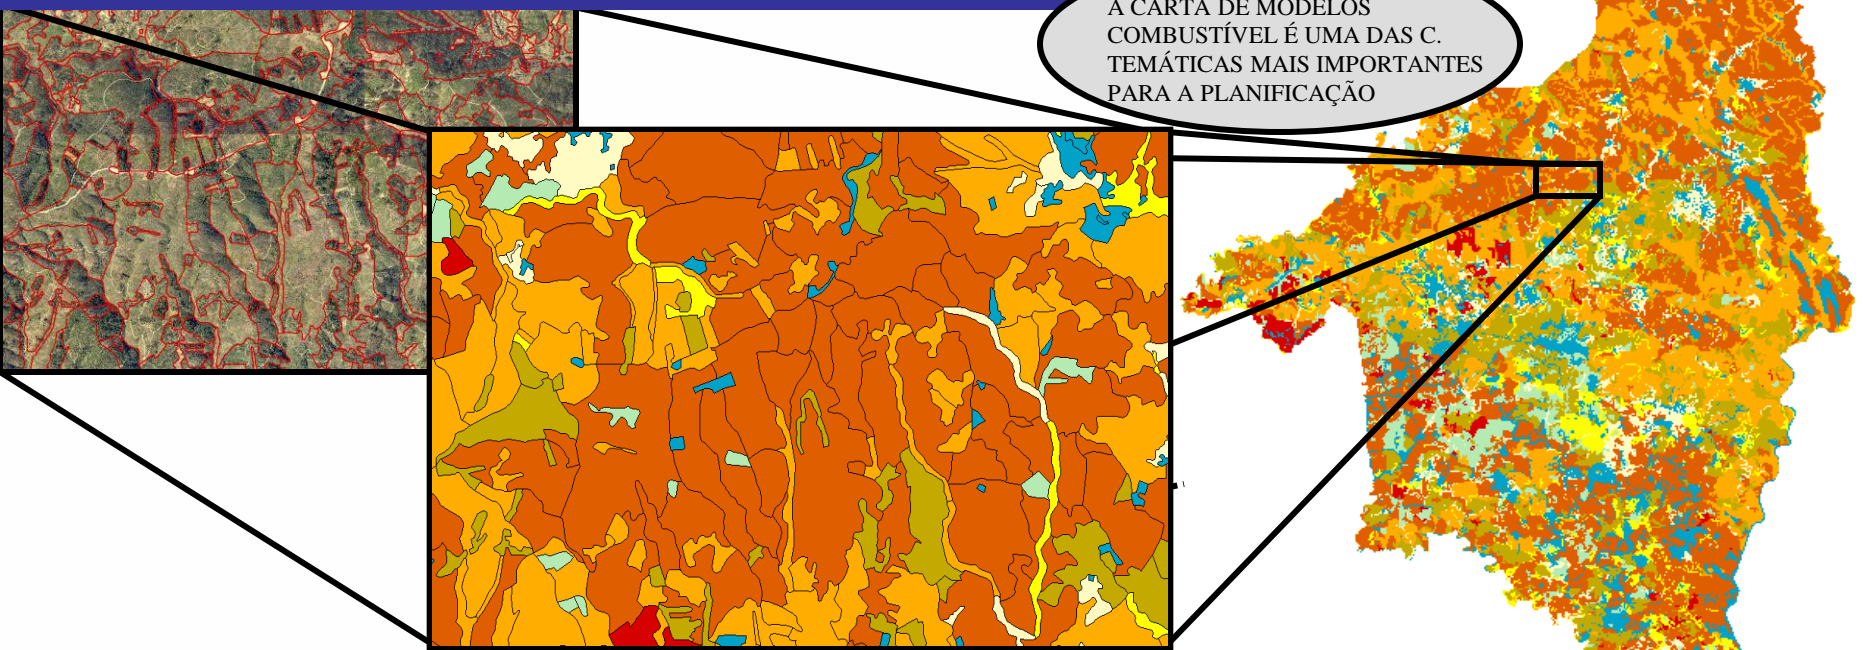 A CARTA DE MODELOS
COMBUSTÍVEL É UMA DAS C.
TEMÁTICAS MAIS IMPORTANTES
PARA A PLANIFICAÇÃO